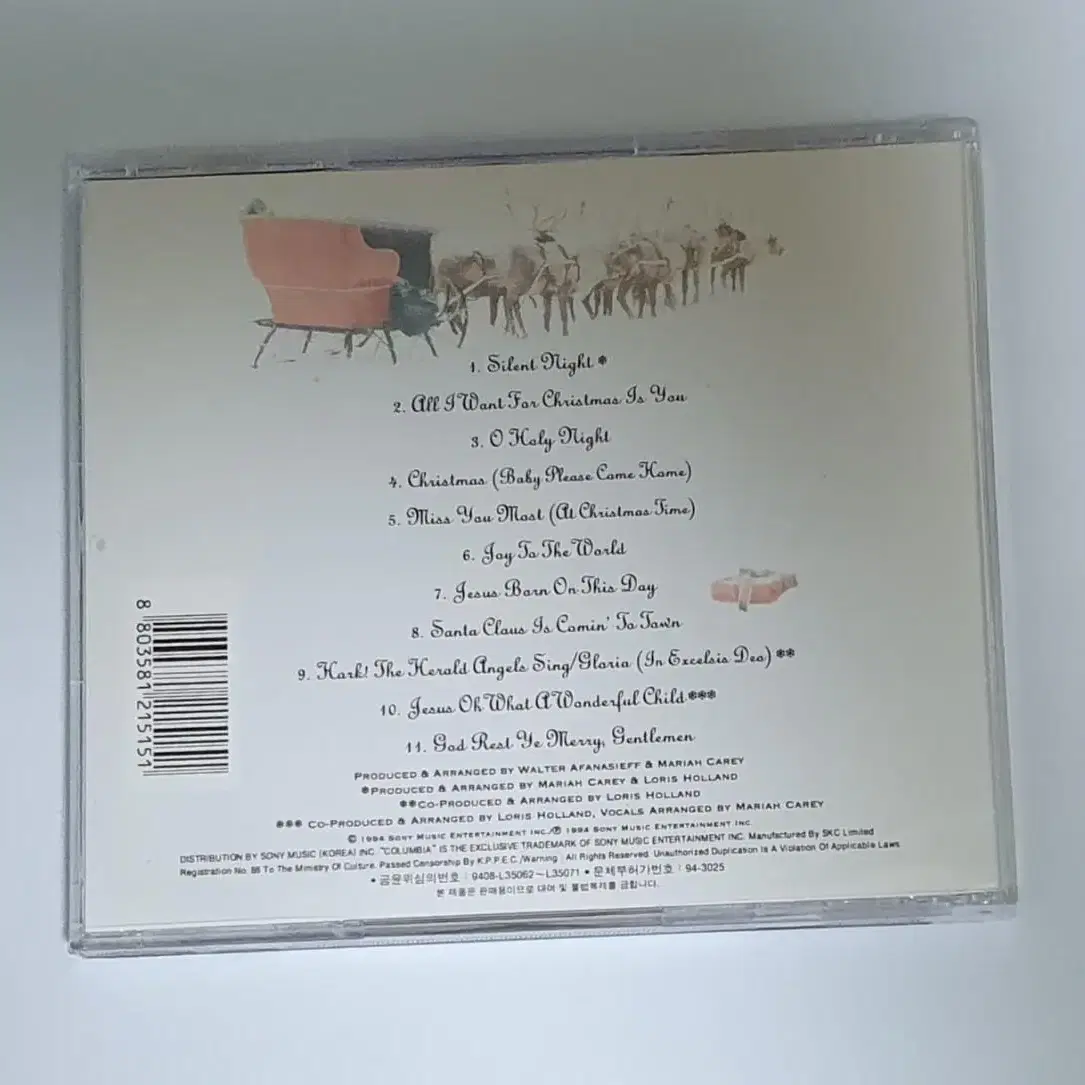 1. Silent Night *
2. All I Want For Christmas Is You
3. O Holy Night
4. Christmas (Baby Please Come Home)
5. Miss You Most (At Christmas Time)
6. Joy To The World
7. Jesus Born On This Day
8. Santa Claus Is Comin' To Town
9. Hark! The Herald Angels Sing/Gloria (In Excelsis Deo) **
10. Jesus Oh What A Wonderful Child ***
11. God Rest Ye Merry, Gentlemen
8 803581 215151
PRODUCED & ARRANGED BY WALTER AFANASIEFF & MARIAH CAREY
*PRODUCED & ARRANGED BY MARIAH CAREY & LORIS HOLLAND
**CO-PRODUCED & ARRANGED BY LORIS HOLLAND
*** CO-PRODUCED & ARRANGED BY LORIS HOLLAND, VOCALS ARRANGED BY MARIAH CAREY
© 1994 SONY MUSIC ENTERTAINMENT INC./℗ 1994 SONY MUSIC ENTERTAINMENT INC.
DISTRIBUTION BY SONY MUSIC (KOREA) INC. "COLUMBIA" IS THE EXCLUSIVE TRADEMARK OF SONY MUSIC ENTERTAINMENT INC. Manufactured By SKC Limited
Registration No. 88 To The Ministry Of Culture. Passed Censorship By K.P.P.E.C./Warning : All Rights Reserved. Unauthorized Duplication Is A Violation Of Applicable Laws
• 공윤위심의번호 : 9408-L35062~L35071 • 문체부허가번호 : 94-3025
본 제품은 판매용이므로 대여 및 불법복제를 금합니다.